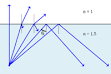 n = 1
n = 1.5